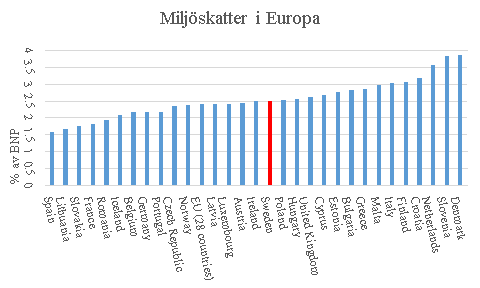 Miljöskatter i Europa
4
3.5
3
2.5
2
1.5
1
0.5
0
% av BNP
Spain
Lithuania
Slovakia
France
Romania
Iceland
Belgium
Germany
Portugal
Czech Republic
Norway
EU (28 countries)
Latvia
Luxembourg
Austria
Ireland
Sweden
Poland
Hungary
United Kingdom
Cyprus
Estonia
Bulgaria
Greece
Malta
Italy
Finland
Croatia
Netherlands
Slovenia
Denmark